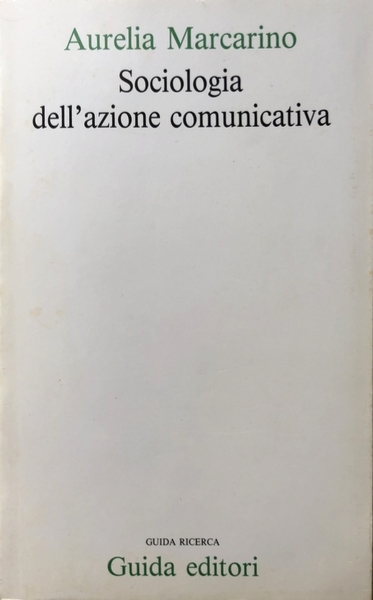 Aurelia Marcarino
Sociologia
dell'azione comunicativa
GUIDA RICERCA
Guida editori